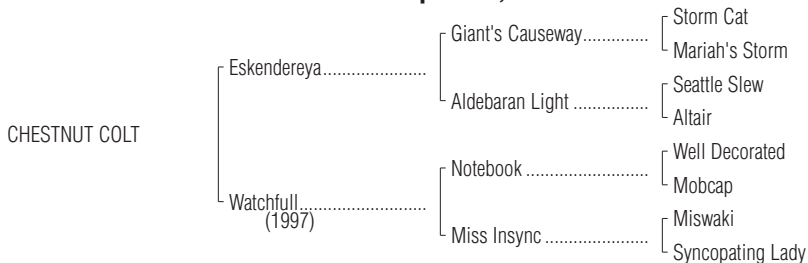 Storm Cat
Giant's Causeway...............
Mariah's Storm
Eskendereya........................
Seattle Slew
Aldebaran Light .................
Altair
CHESTNUT COLT
Well Decorated
Notebook ............................
Mobcap
Watchfull.............................
(1997)
Miswaki
Miss Insync .......................
Syncopating Lady